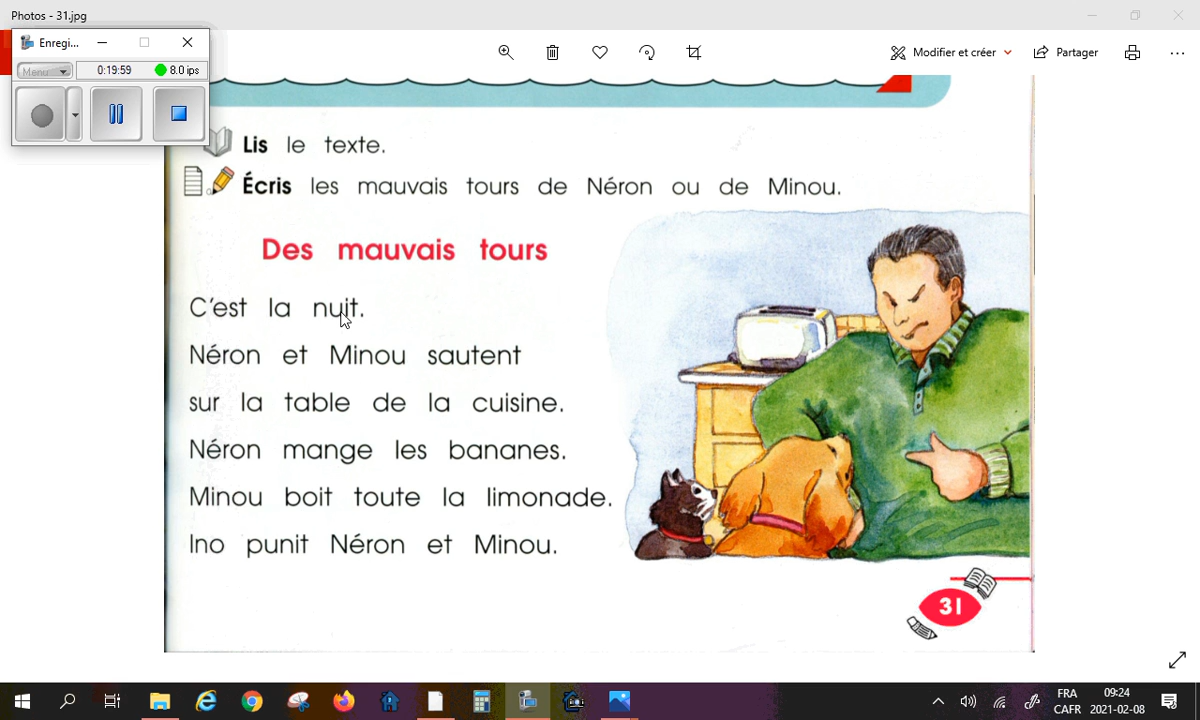 Photos - 31.jpg
Enregi...
Menu
0:19:59
8.0 ips
Modifier et créer
Partager
Lis le texte.
Écris les mauvais tours de Néron ou de Minou.
Des mauvais tours
C'est la nuit.
Néron et Minou sautent
sur la table de la cuisine.
Néron mange les bananes.
Minou boit toute la limonade.
Ino punit Néron et Minou.
31
FRA
CAFR
09:24
2021-02-08